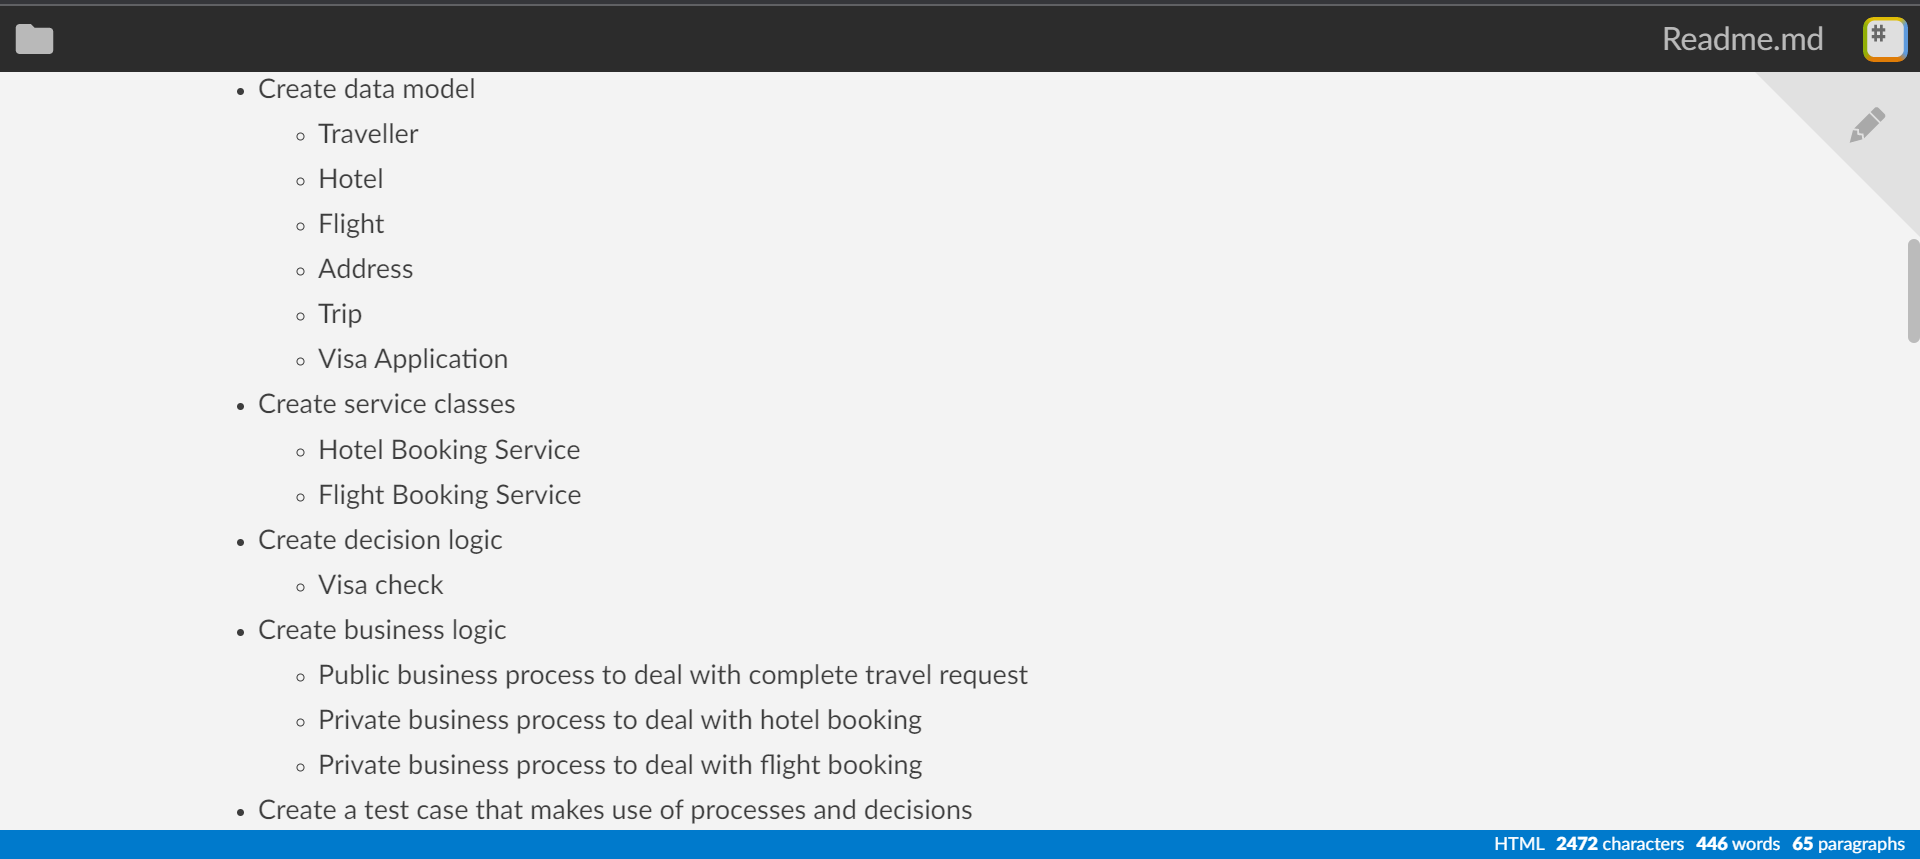 Readme.md
#
Create data model
Traveller
Hotel
Flight
Address
Trip
Visa Application
Create service classes
Hotel Booking Service
Flight Booking Service
Create decision logic
Visa check
Create business logic
Public business process to deal with complete travel request
Private business process to deal with hotel booking
Private business process to deal with flight booking
Create a test case that makes use of processes and decisions
HTML 2472 characters 446 words 65 paragraphs